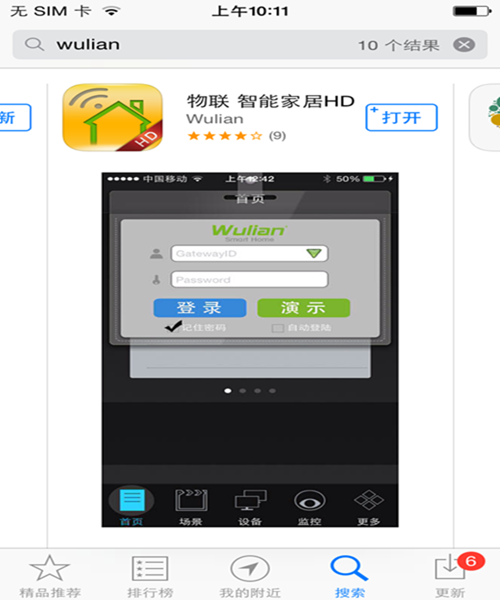 无 SIM 卡 上午10:11
wulian 10 个结果
新
物联 智能家居HD
Wulian
打开
(9)
HD
中国移动 上午12:42 50%
首页
Wulian
Smart Home
GatewayID
Password
登录 演示
记住密码 自动登陆
首页 场景 设备 监控 更多
精品推荐 排行榜 我的附近 搜索 更新
6